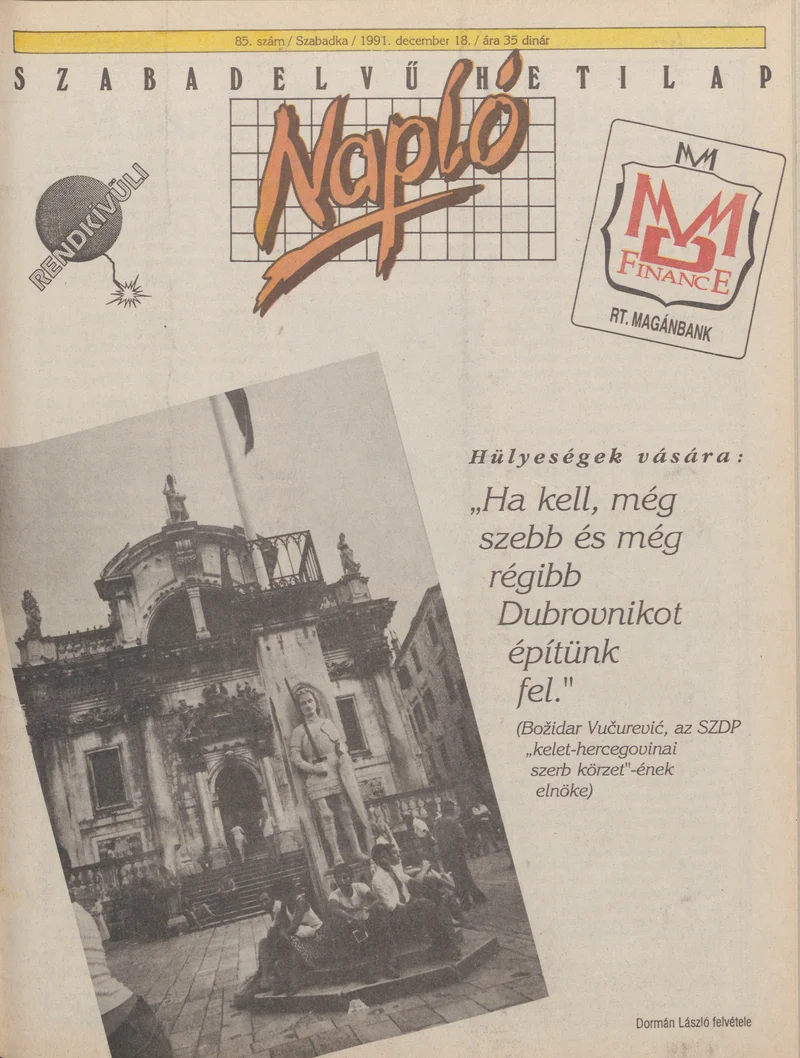 85. szám / Szabadka / 1991. december 18. / ára 35 dinár
SZABADELVŰ HETILAP
Napló
RENDKÍVÜLI
MDM
MDM
FINANCE
RT. MAGÁNBANK
Hülyeségek vására:
„Ha kell, még
szebb és még
régibb
Dubrovnikot
építünk
fel."
(Božidar Vučurević, az SZDP
„kelet-hercegovinai
szerb körzet"-ének
elnöke)
Dormán László felvétele